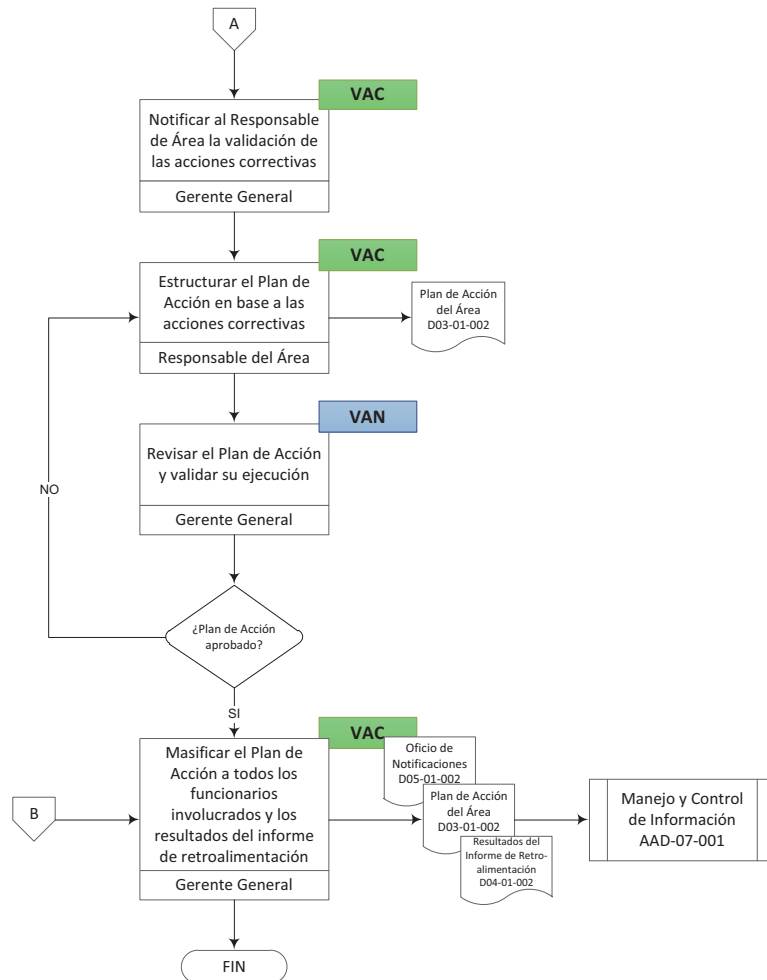 A
VAC
Notificar al Responsable
de Área la validación de
las acciones correctivas
Gerente General
VAC
Estructurar el Plan de
Acción en base a las
acciones correctivas
Responsable del Área
Plan de Acción
del Área
D03-01-002
VAN
Revisar el Plan de Acción
y validar su ejecución
Gerente General
NO
¿Plan de Acción
aprobado?
SI
VAC
Masificar el Plan de
Acción a todos los
funcionarios
involucrados y los
resultados del informe
de retroalimentación
Gerente General
B
Oficio de
Notificaciones
D05-01-002
Plan de Acción
del Área
D03-01-002
Resultados del
Informe de Retro-
alimentación
D04-01-002
Manejo y Control
de Información
AAD-07-001
FIN